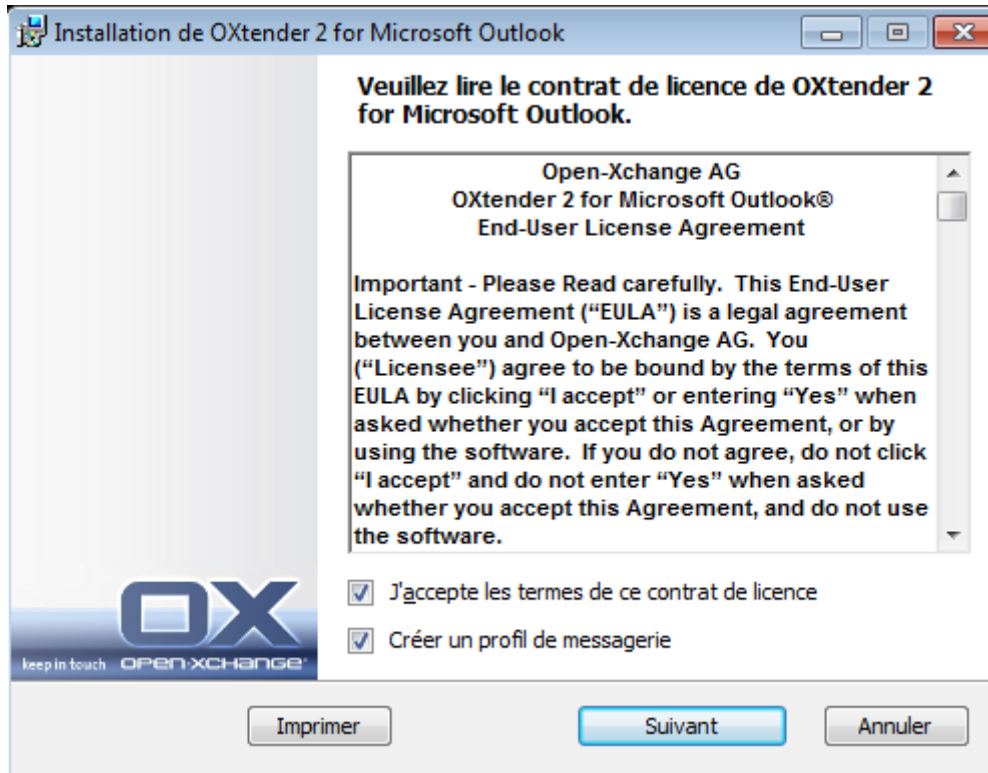 Installation de OXtender 2 for Microsoft Outlook
Veuillez lire le contrat de licence de OXtender 2
for Microsoft Outlook.
Open-Xchange AG
OXtender 2 for Microsoft Outlook®
End-User License Agreement
Important - Please Read carefully.  This End-User
License Agreement (“EULA”) is a legal agreement
between you and Open-Xchange AG.  You
(“Licensee”) agree to be bound by the terms of this
EULA by clicking “I accept” or entering “Yes” when
asked whether you accept this Agreement, or by
using the software.  If you do not agree, do not click
“I accept” and do not enter “Yes” when asked
whether you accept this Agreement, and do not use
the software.
J'accepte les termes de ce contrat de licence
Créer un profil de messagerie
OX
keep in touch OPEN-XCHANGE
Imprimer Suivant Annuler